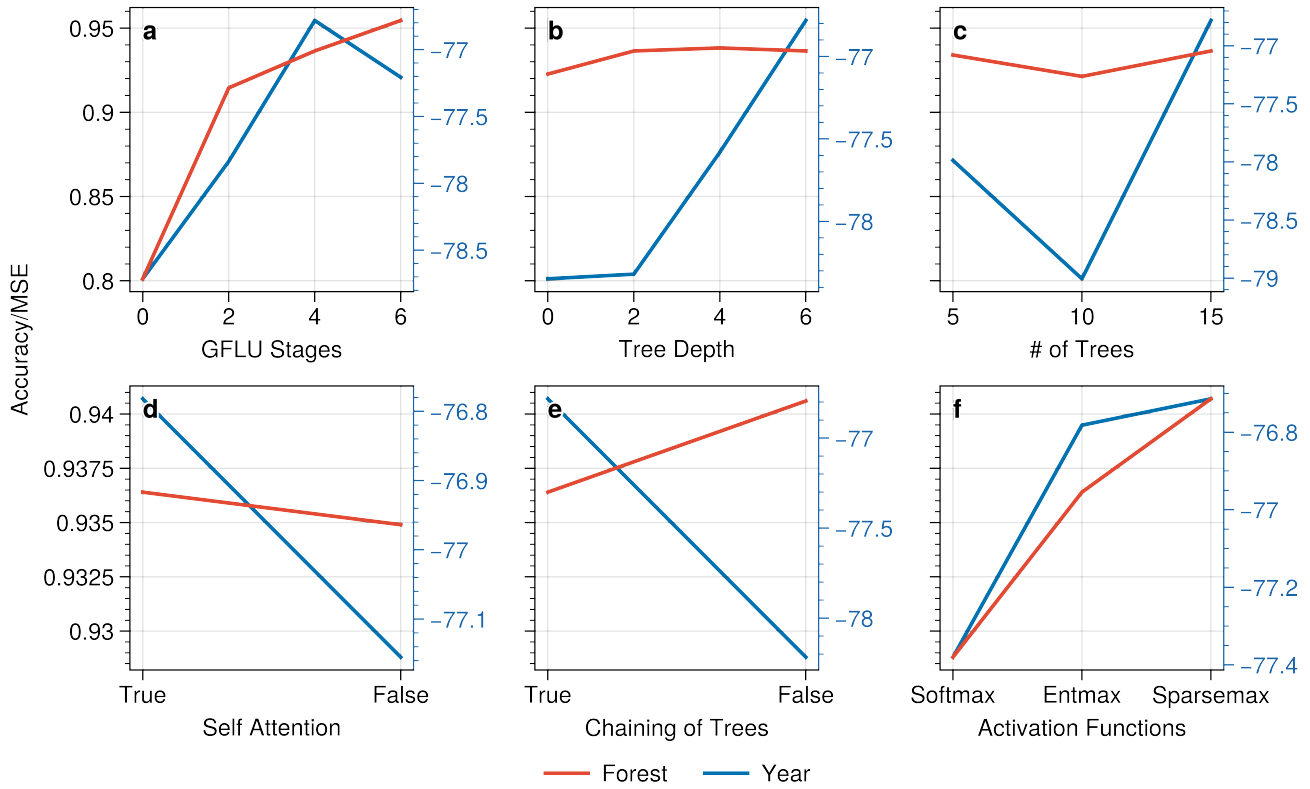 a
0.95
0.9
0.85
0.8
−77
−77.5
−78
−78.5
0 2 4 6
GFLU Stages
b
−77
−77.5
−78
0 2 4 6
Tree Depth
c
−77
−77.5
−78
−78.5
−79
5 10 15
# of Trees
Accuracy/MSE
d
0.94
0.9375
0.935
0.9325
0.93
−76.8
−76.9
−77
−77.1
True False
Self Attention
e
−77
−77.5
−78
True False
Chaining of Trees
f
−76.8
−77
−77.2
−77.4
Softmax Entmax Sparsemax
Activation Functions
Forest Year